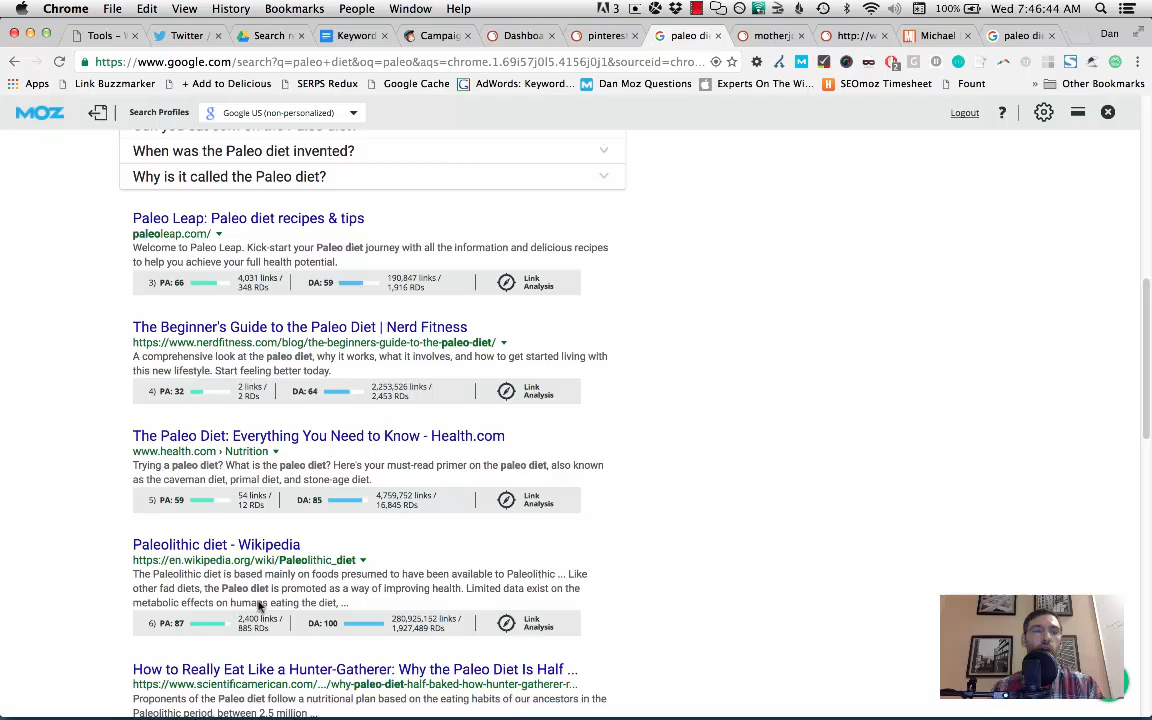 Chrome File Edit View History Bookmarks People Window Help
3 100% Wed 7:46:44 AM
Tools – \ Twitter / Search re Keyword Campaig Dashboa pinterest paleo die motherjo http://w Michael paleo die Dan
https://www.google.com/search?q=paleo+diet&oq=paleo&aqs=chrome.1.69i57j0l5.4156j0j1&sourceid=chro...
Apps Link Buzzmarker + Add to Delicious SERPS Redux Google Cache AdWords: Keyword... Dan Moz Questions Experts On The Wi... SEOmoz Timesheet Fount » Other Bookmarks
MOZ Search Profiles Google US (non-personalized) Logout ?
When was the Paleo diet invented?
Why is it called the Paleo diet?
Paleo Leap: Paleo diet recipes & tips
paleoleap.com/
Welcome to Paleo Leap. Kick-start your Paleo diet journey with all the information and delicious recipes
to help you achieve your full health potential.
3) PA: 66 4,031 links / 348 RDs DA: 59 190,847 links / 1,916 RDs Link Analysis
The Beginner's Guide to the Paleo Diet | Nerd Fitness
https://www.nerdfitness.com/blog/the-beginners-guide-to-the-paleo-diet/
A comprehensive look at the paleo diet, why it works, what it involves, and how to get started living with
this new lifestyle. Start feeling better today.
4) PA: 32 2 links / 2 RDs DA: 64 2,253,526 links / 2,453 RDs Link Analysis
The Paleo Diet: Everything You Need to Know - Health.com
www.health.com › Nutrition
Trying a paleo diet? What is the paleo diet? Here's your must-read primer on the paleo diet, also known
as the caveman diet, primal diet, and stone-age diet.
5) PA: 59 54 links / 12 RDs DA: 85 4,759,752 links / 16,845 RDs Link Analysis
Paleolithic diet - Wikipedia
https://en.wikipedia.org/wiki/Paleolithic_diet
The Paleolithic diet is based mainly on foods presumed to have been available to Paleolithic ... Like
other fad diets, the Paleo diet is promoted as a way of improving health. Limited data exist on the
metabolic effects on humans eating the diet, ...
6) PA: 87 2,400 links / 885 RDs DA: 100 280,925,152 links / 1,927,489 RDs Link Analysis
How to Really Eat Like a Hunter-Gatherer: Why the Paleo Diet Is Half ...
https://www.scientificamerican.com/.../why-paleo-diet-half-baked-how-hunter-gatherer-r...
Proponents of the Paleo diet follow a nutritional plan based on the eating habits of our ancestors in the
Paleolithic period, between 2.5 million ...